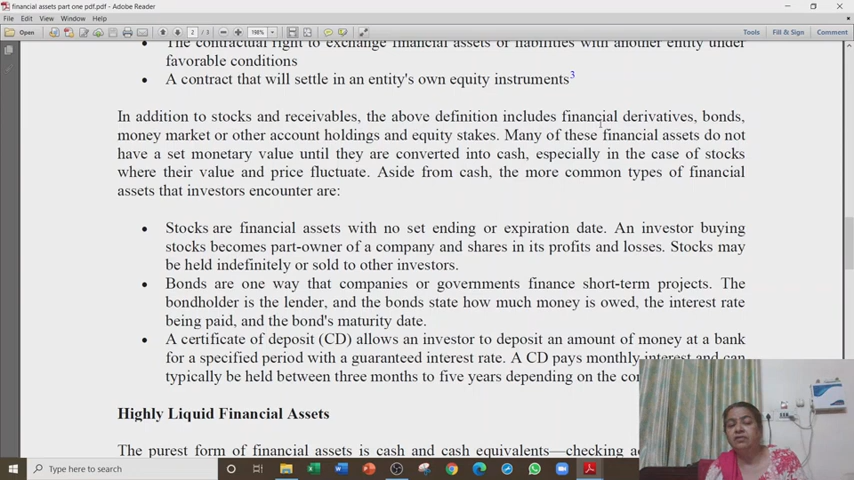 financial assets part one pdf.pdf - Adobe Reader
File Edit View Window Help
Open 2 / 3 198% Tools Fill & Sign Comment
The contractual right to exchange financial assets or liabilities with another entity under
favorable conditions
• A contract that will settle in an entity's own equity instruments3
In addition to stocks and receivables, the above definition includes financial derivatives, bonds,
money market or other account holdings and equity stakes. Many of these financial assets do not
have a set monetary value until they are converted into cash, especially in the case of stocks
where their value and price fluctuate. Aside from cash, the more common types of financial
assets that investors encounter are:
• Stocks are financial assets with no set ending or expiration date. An investor buying
stocks becomes part-owner of a company and shares in its profits and losses. Stocks may
be held indefinitely or sold to other investors.
• Bonds are one way that companies or governments finance short-term projects. The
bondholder is the lender, and the bonds state how much money is owed, the interest rate
being paid, and the bond's maturity date.
• A certificate of deposit (CD) allows an investor to deposit an amount of money at a bank
for a specified period with a guaranteed interest rate. A CD pays monthly interest and can
typically be held between three months to five years depending on the
Highly Liquid Financial Assets
The purest form of financial assets is cash and cash equivalents—checking
Type here to search